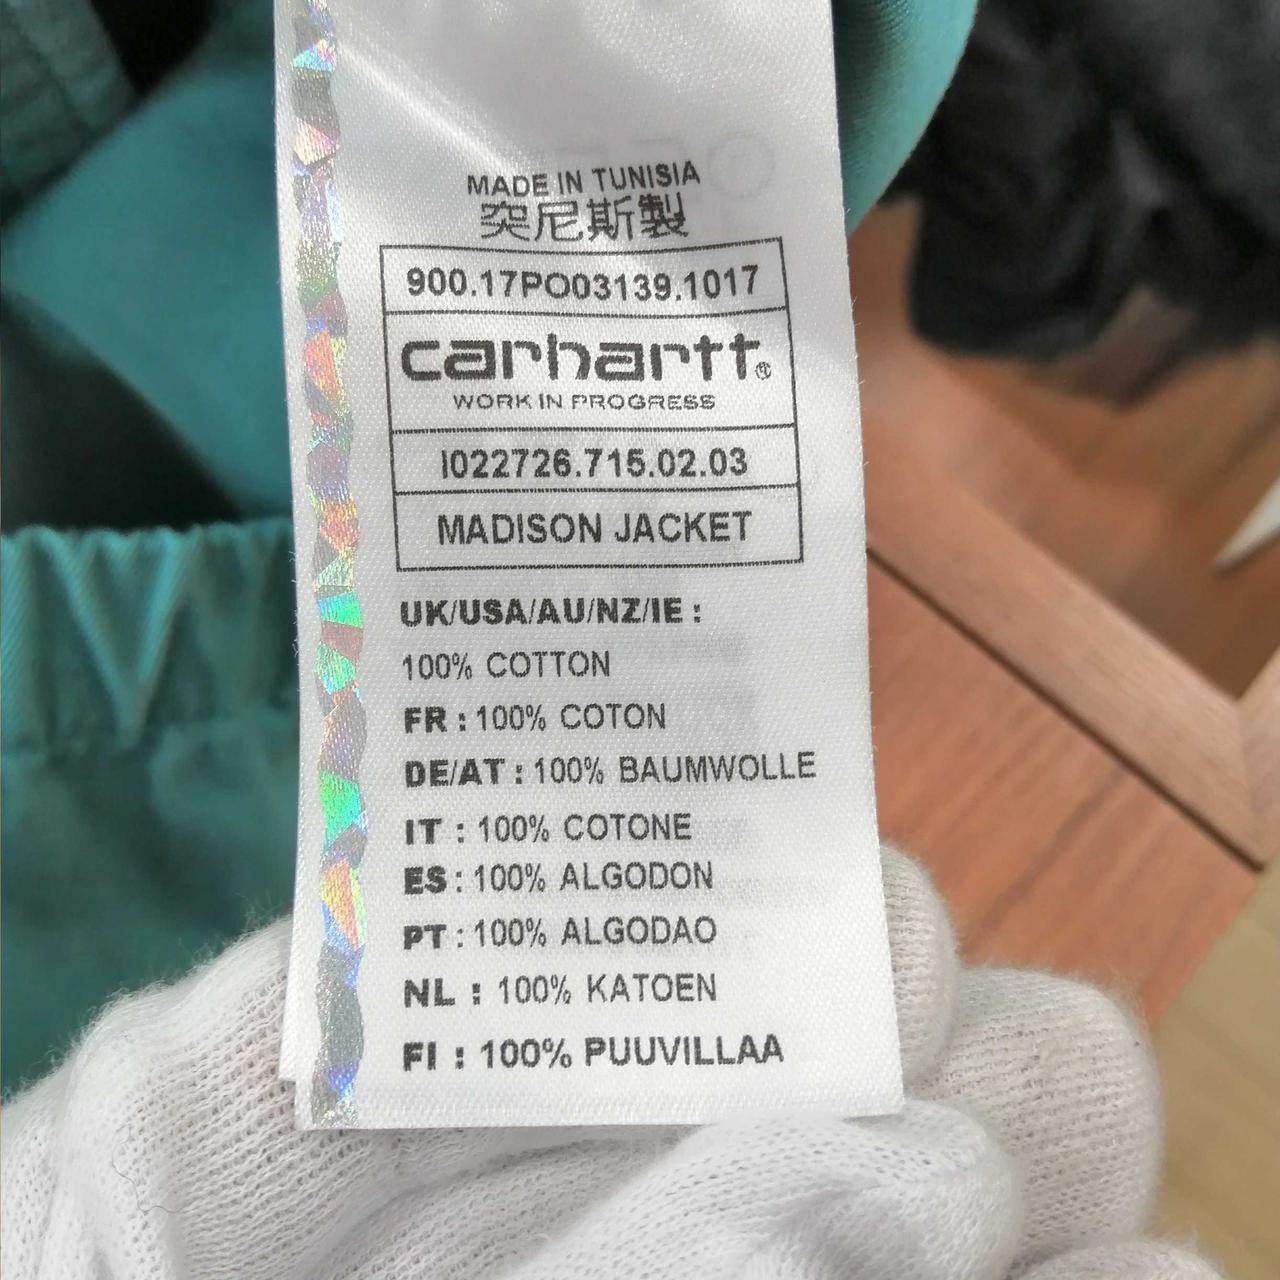 MADE IN TUNISIA
突尼斯製
900.17PO03139.1017
carhartt®
WORK IN PROGRESS
I022726.715.02.03
MADISON JACKET
UK/USA/AU/NZ/IE :
100% COTTON
FR : 100% COTON
DE/AT : 100% BAUMWOLLE
IT : 100% COTONE
ES : 100% ALGODON
PT : 100% ALGODAO
NL : 100% KATOEN
FI : 100% PUUVILLAA